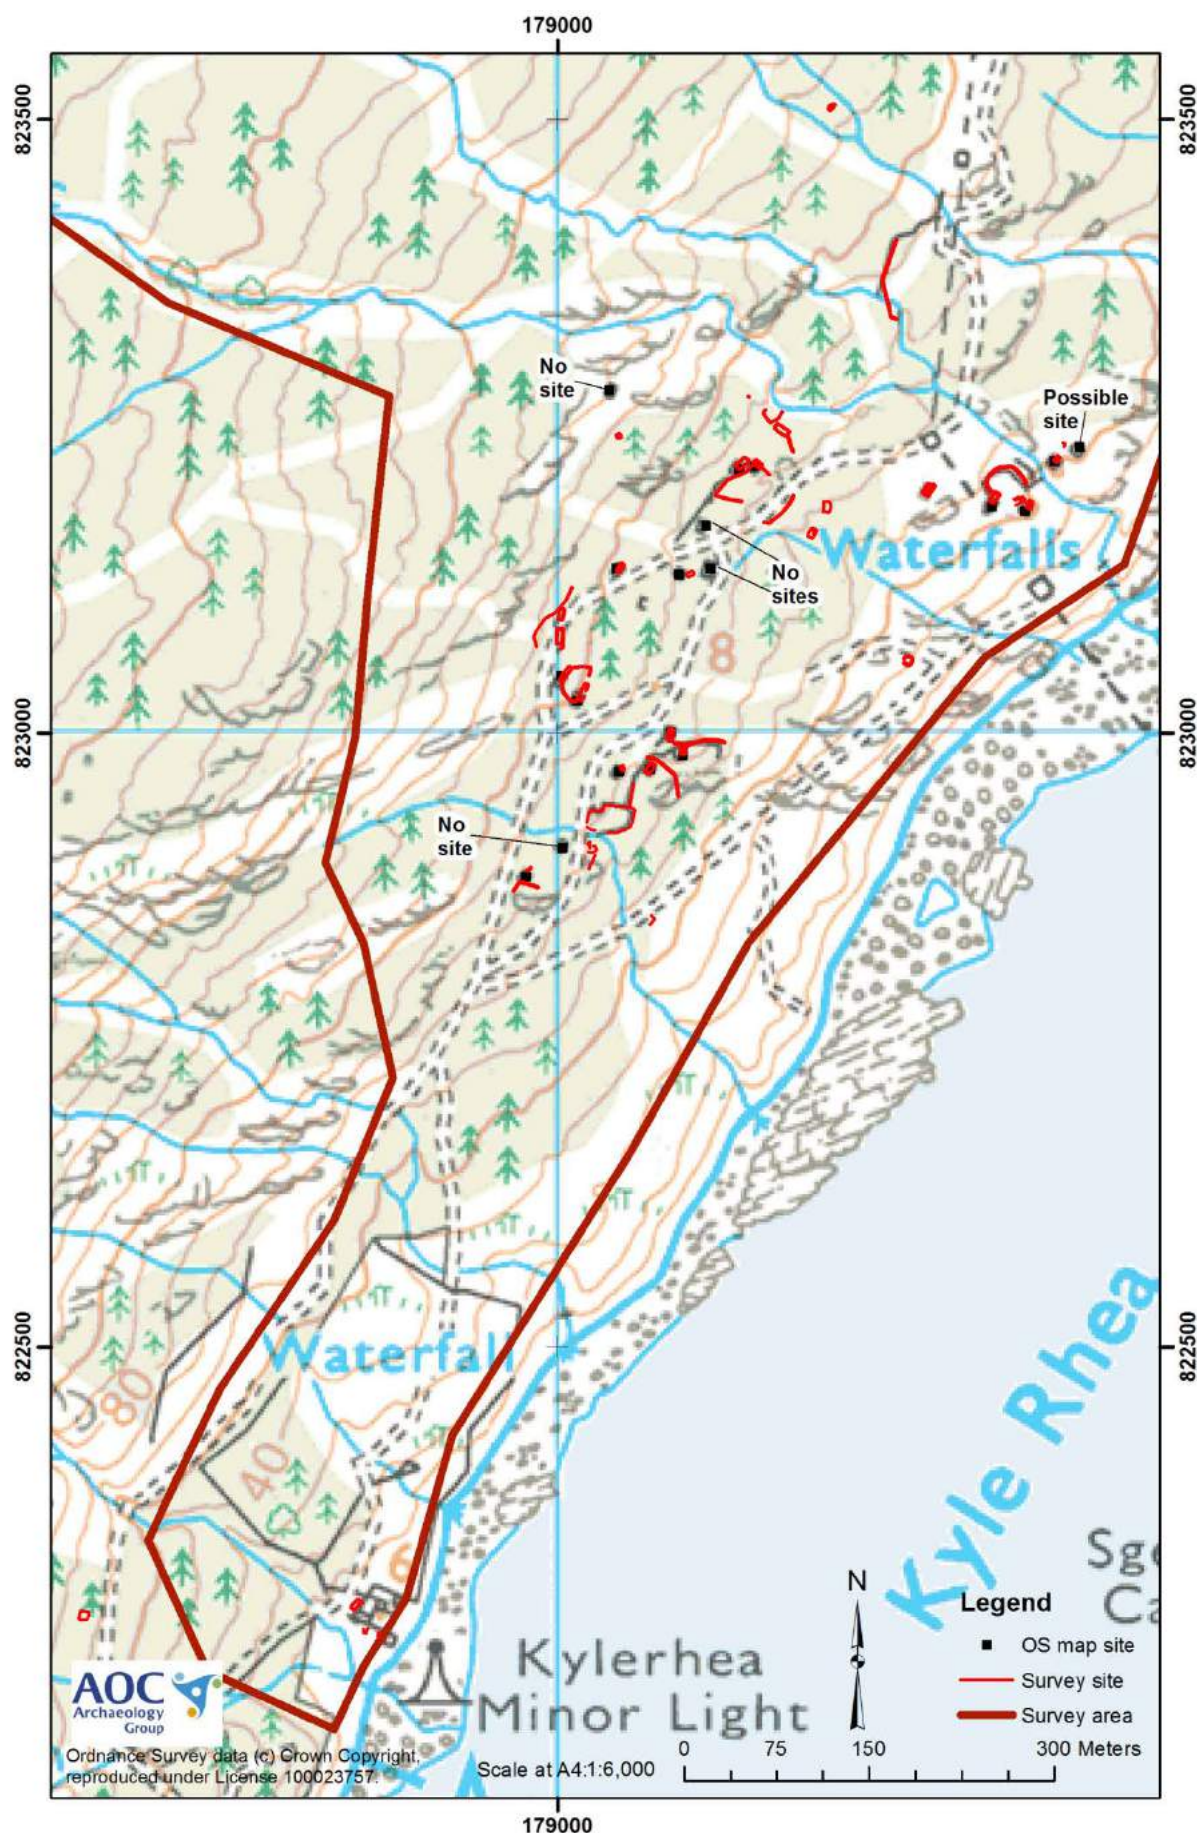 179000
823500
823500
No
site
Possible
site
Waterfalls
No
sites
8
823000
823000
No
site
822500
822500
Waterfall
80
40
Kyle Rhea
6
N
Legend
OS map site
Survey site
Survey area
Kylerhea
Minor Light
AOC
Archaeology
Group
Ordnance Survey data (c) Crown Copyright,
reproduced under License 100023757.
Scale at A4:1:6,000
0 75 150 300 Meters
179000